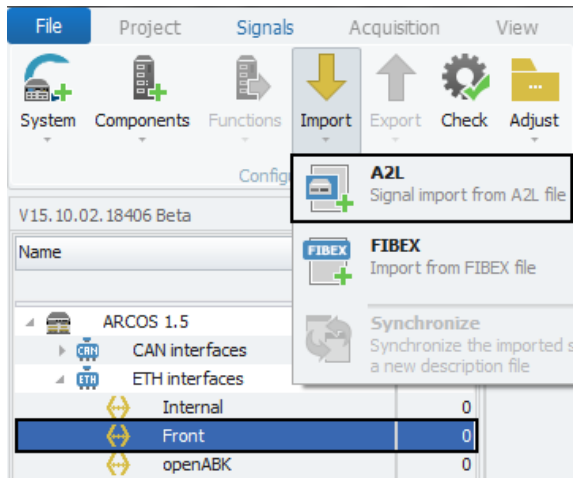 File Project Signals Acquisition View
System Components Functions Import Export Check Adjust
Config
A2L
Signal import from A2L file
V15.10.02.18406 Beta
FIBEX
FIBEX
Import from FIBEX file
Name
Synchronize
Synchronize the imported s
a new description file
ARCOS 1.5
CAN CAN interfaces
ETH ETH interfaces
Internal 0
Front 0
openABK 0